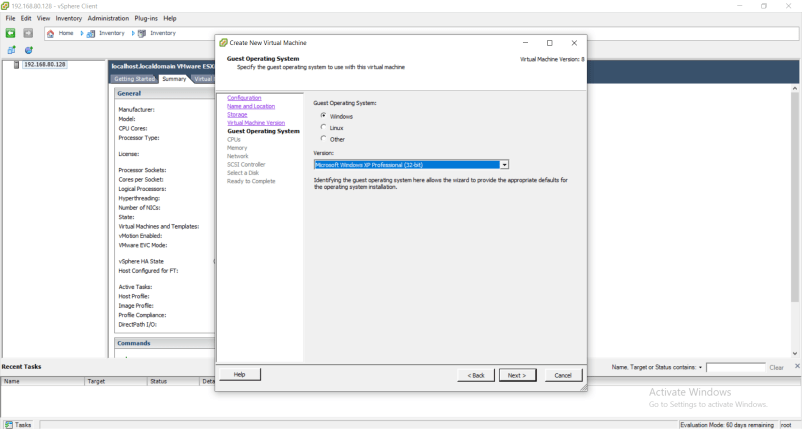 192.168.80.128 - vSphere Client
File Edit View Inventory Administration Plug-ins Help
Home Inventory Inventory
192.168.80.128
localhost.localdomain VMware ESX
Getting Started Summary Virtual
General
Manufacturer:
Model:
CPU Cores:
Processor Type:
License:
Processor Sockets:
Cores per Socket:
Logical Processors:
Hyperthreading:
Number of NICs:
State:
Virtual Machines and Templates:
vMotion Enabled:
VMware EVC Mode:
vSphere HA State
Host Configured for FT:
Active Tasks:
Host Profile:
Image Profile:
Profile Compliance:
DirectPath I/O:
Commands
Create New Virtual Machine
Guest Operating System
Specify the guest operating system to use with this virtual machine
Virtual Machine Version: 8
Configuration
Name and Location
Storage
Virtual Machine Version
Guest Operating System
CPUs
Memory
Network
SCSI Controller
Select a Disk
Ready to Complete
Guest Operating System:
Windows
Linux
Other
Version:
Microsoft Windows XP Professional (32-bit)
Identifying the guest operating system here allows the wizard to provide the appropriate defaults for
the operating system installation.
Help
< Back Next > Cancel
Recent Tasks
Name, Target or Status contains: Clear
Name Target Status Deta
Activate Windows
Go to Settings to activate Windows.
Tasks
Evaluation Mode: 60 days remaining root